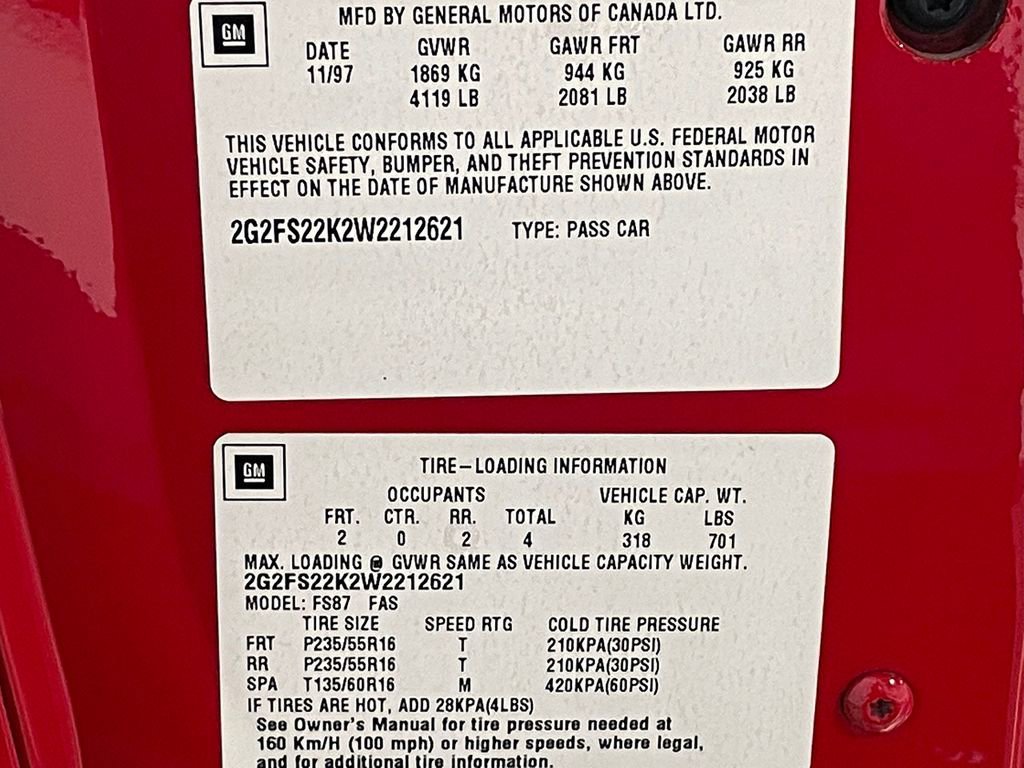 GM
MFD BY GENERAL MOTORS OF CANADA LTD.
DATE GVWR GAWR FRT GAWR RR
11/97 1869 KG 944 KG 925 KG
4119 LB 2081 LB 2038 LB
THIS VEHICLE CONFORMS TO ALL APPLICABLE U.S. FEDERAL MOTOR
VEHICLE SAFETY, BUMPER, AND THEFT PREVENTION STANDARDS IN
EFFECT ON THE DATE OF MANUFACTURE SHOWN ABOVE.
2G2FS22K2W2212621 TYPE: PASS CAR
GM
TIRE-LOADING INFORMATION
OCCUPANTS VEHICLE CAP. WT.
FRT. CTR. RR. TOTAL KG LBS
2 0 2 4 318 701
MAX. LOADING @ GVWR SAME AS VEHICLE CAPACITY WEIGHT.
2G2FS22K2W2212621
MODEL: FS87 FAS
TIRE SIZE SPEED RTG COLD TIRE PRESSURE
FRT P235/55R16 T 210KPA(30PSI)
RR P235/55R16 T 210KPA(30PSI)
SPA T135/60R16 M 420KPA(60PSI)
IF TIRES ARE HOT, ADD 28KPA(4LBS)
See Owner's Manual for tire pressure needed at
160 Km/H (100 mph) or higher speeds, where legal,
and for additional tire information.